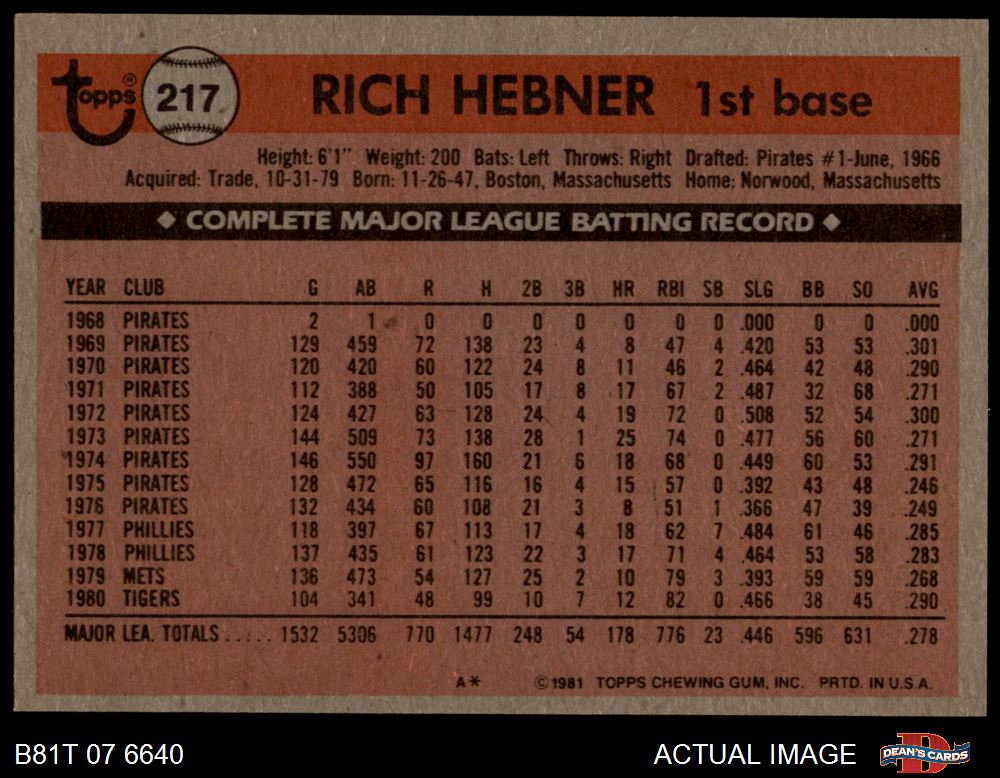 Topps® 217 RICH HEBNER 1st base
Height: 6'1" Weight: 200 Bats: Left Throws: Right Drafted: Pirates #1-June, 1966
Acquired: Trade, 10-31-79 Born: 11-26-47, Boston, Massachusetts Home: Norwood, Massachusetts
◆ COMPLETE MAJOR LEAGUE BATTING RECORD ◆
YEAR CLUB G AB R H 2B 3B HR RBI SB SLG BB SO AVG
1968 PIRATES 2 1 0 0 0 0 0 0 0 .000 0 0 .000
1969 PIRATES 129 459 72 138 23 4 8 47 4 .420 53 53 .301
1970 PIRATES 120 420 60 122 24 8 11 46 2 .464 42 48 .290
1971 PIRATES 112 388 50 105 17 8 17 67 2 .487 32 68 .271
1972 PIRATES 124 427 63 128 24 4 19 72 0 .508 52 54 .300
1973 PIRATES 144 509 73 138 28 1 25 74 0 .477 56 60 .271
1974 PIRATES 146 550 97 160 21 6 18 68 0 .449 60 53 .291
1975 PIRATES 128 472 65 116 16 4 15 57 0 .392 43 48 .246
1976 PIRATES 132 434 60 108 21 3 8 51 1 .366 47 39 .249
1977 PHILLIES 118 397 67 113 17 4 18 62 7 .484 61 46 .285
1978 PHILLIES 137 435 61 123 22 3 17 71 4 .464 53 58 .283
1979 METS 136 473 54 127 25 2 10 79 3 .393 59 59 .268
1980 TIGERS 104 341 48 99 10 7 12 82 0 .466 38 45 .290
MAJOR LEA. TOTALS ..... 1532 5306 770 1477 248 54 178 776 23 .446 596 631 .278
A* ©1981 TOPPS CHEWING GUM, INC. PRTD. IN U.S.A.
B81T 07 6640 ACTUAL IMAGE DEAN'S CARDS